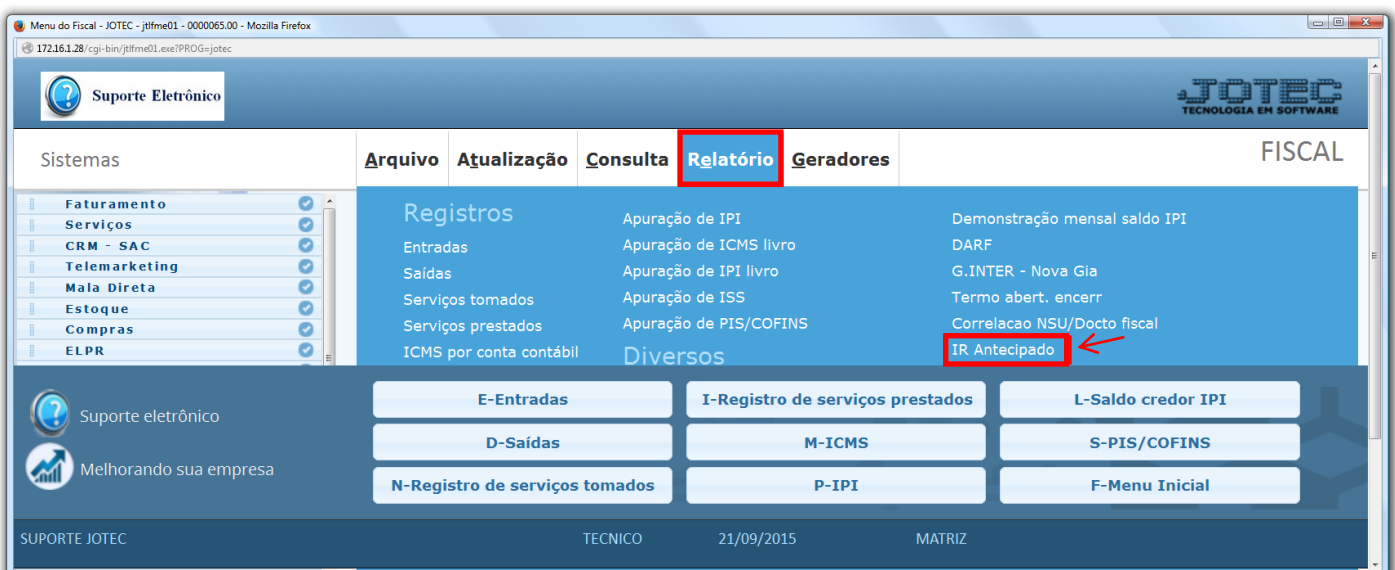 Menu do Fiscal - JOTEC - jtlfme01 - 0000065.00 - Mozilla Firefox
172.16.1.28/cgi-bin/jtlfme01.exe?PROG=jotec
Suporte Eletrônico
JOTEC
TECNOLOGIA EM SOFTWARE
Sistemas
Arquivo Atualização Consulta Relatório Geradores
FISCAL
Faturamento
Serviços
CRM - SAC
Telemarketing
Mala Direta
Estoque
Compras
ELPR
Registros
Entradas
Saídas
Serviços tomados
Serviços prestados
ICMS por conta contábil
Apuração de IPI
Apuração de ICMS livro
Apuração de IPI livro
Apuração de ISS
Apuração de PIS/COFINS
Diversos
Demonstração mensal saldo IPI
DARF
G.INTER - Nova Gia
Termo abert. encerr
Correlacao NSU/Docto fiscal
IR Antecipado
Suporte eletrônico
Melhorando sua empresa
E-Entradas
I-Registro de serviços prestados
L-Saldo credor IPI
D-Saídas
M-ICMS
S-PIS/COFINS
N-Registro de serviços tomados
P-IPI
F-Menu Inicial
SUPORTE JOTEC TECNICO 21/09/2015 MATRIZ